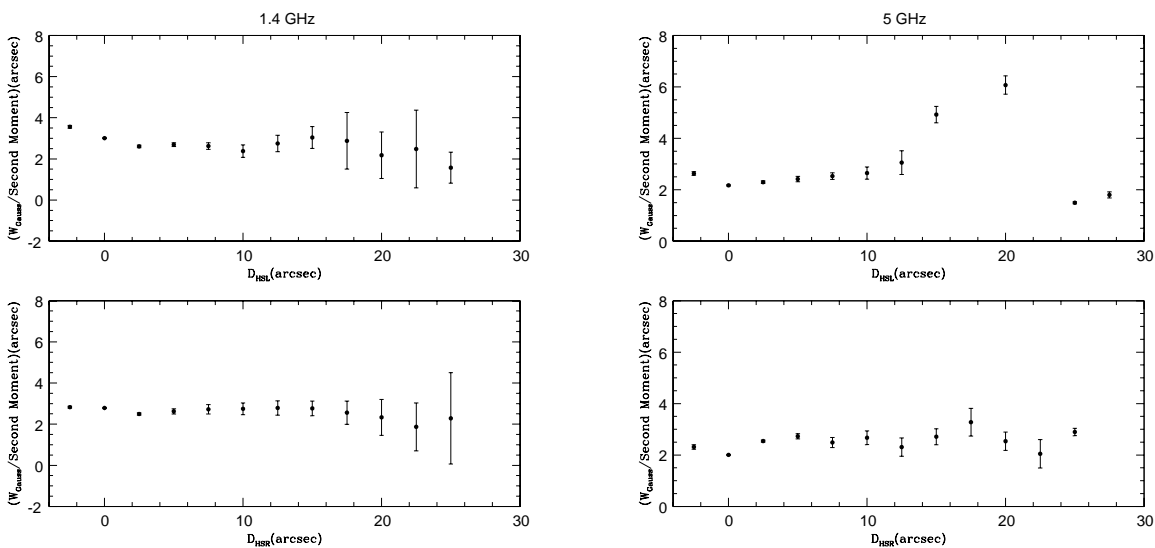 1.4 GHz
(W_Gauss/Second Moment)(arcsec)
8
6
4
2
0
-2
0 10 20 30
D_HSL(arcsec)
5 GHz
(W_Gauss/Second Moment)(arcsec)
8
6
4
2
0
0 10 20 30
D_HSL(arcsec)
(W_Gauss/Second Moment)(arcsec)
8
6
4
2
0
-2
0 10 20 30
D_HSR(arcsec)
(W_Gauss/Second Moment)(arcsec)
8
6
4
2
0
0 10 20 30
D_HSR(arcsec)